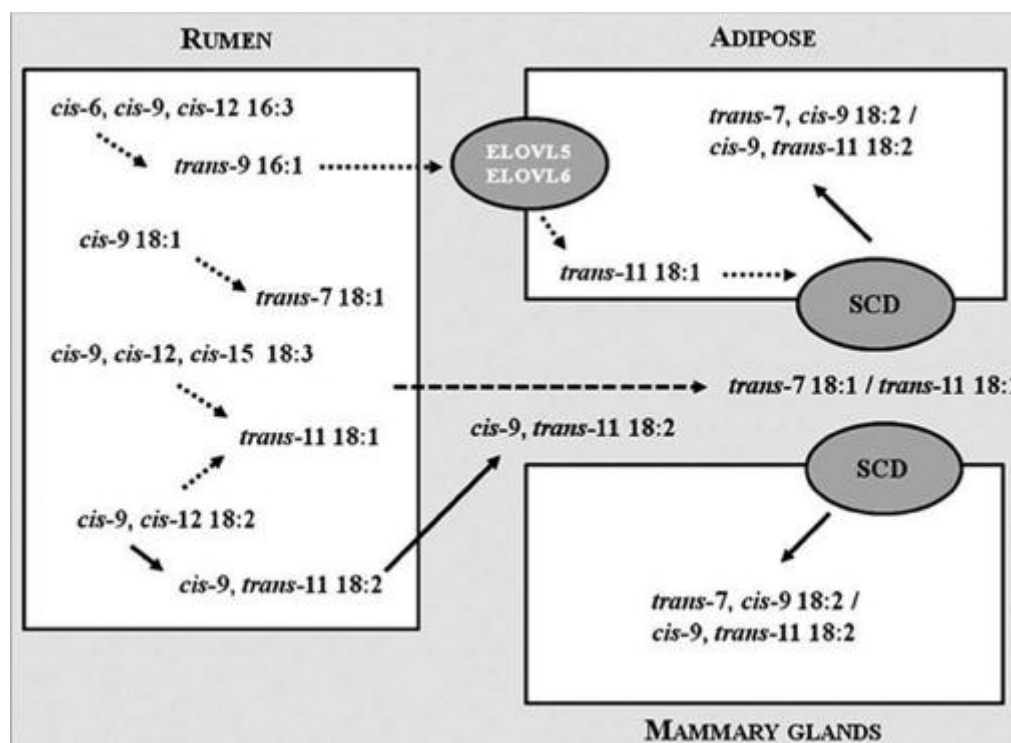 RUMEN
cis-6, cis-9, cis-12 16:3
trans-9 16:1
cis-9 18:1
trans-7 18:1
cis-9, cis-12, cis-15 18:3
trans-11 18:1
cis-9, cis-12 18:2
cis-9, trans-11 18:2
cis-9, trans-11 18:2
ADIPOSE
ELOVL5
ELOVL6
trans-7, cis-9 18:2 /
cis-9, trans-11 18:2
trans-11 18:1
SCD
trans-7 18:1 / trans-11 18:1
SCD
trans-7, cis-9 18:2 /
cis-9, trans-11 18:2
MAMMARY GLANDS